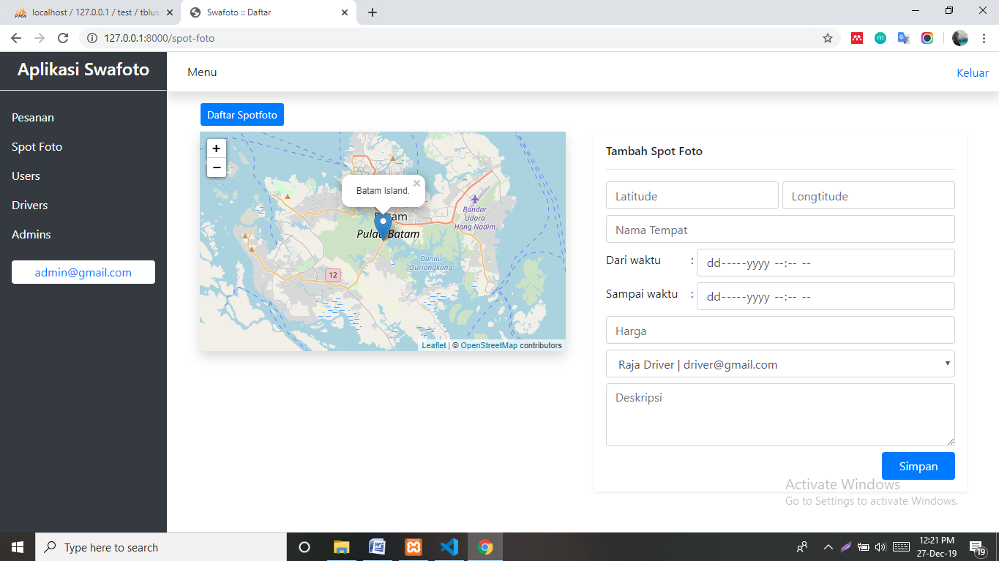 localhost / 127.0.0.1 / test / tblus
Swafoto :: Daftar
127.0.0.1:8000/spot-foto
Aplikasi Swafoto
Menu
Keluar
Pesanan
Spot Foto
Users
Drivers
Admins
admin@gmail.com
Daftar Spotfoto
+
−
Batam Island.
×
Batam
Pulau Batam
Bandar
Udara
Hang Nadim
Danau
Duriangkang
12
Leaflet | © OpenStreetMap contributors
Tambah Spot Foto
Latitude
Longtitude
Nama Tempat
Dari waktu : dd-----yyyy --:-- --
Sampai waktu : dd-----yyyy --:-- --
Harga
Raja Driver | driver@gmail.com
Deskripsi
Simpan
Activate Windows
Go to Settings to activate Windows.
Type here to search
12:21 PM
27-Dec-19
19